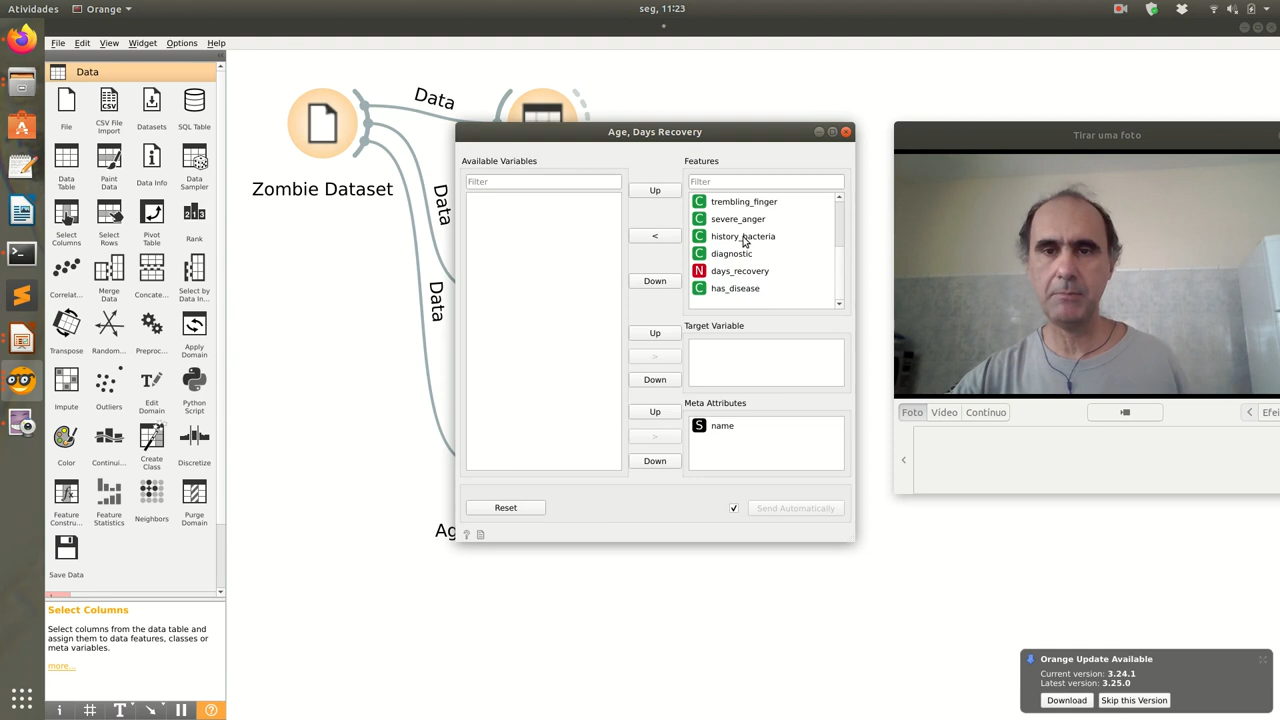 Atividades
Orange
seg, 11:23
File Edit View Widget Options Help
Data
File
CSV File Import
Datasets
SQL Table
Data Table
Paint Data
Data Info
Data Sampler
Select Columns
Select Rows
Pivot Table
Rank
Correlat...
Merge Data
Concate...
Select by Data In...
Transpose
Random...
Preproc...
Apply Domain
Impute
Outliers
Edit Domain
Python Script
Color
Continui...
Create Class
Discretize
Feature Constru...
Feature Statistics
Neighbors
Purge Domain
Save Data
Select Columns
Select columns from the data table and
assign them to data features, classes or
meta variables.
more...
Data
Data
Data
Zombie Dataset
Age, Days Recovery
Available Variables
Filter
Up
<
Down
Up
>
Down
Up
>
Down
Features
Filter
C trembling_finger
C severe_anger
C history_bacteria
C diagnostic
N days_recovery
C has_disease
Target Variable
Meta Attributes
S name
Reset
Send Automatically
?
Ag
Tirar uma foto
Foto Vídeo Contínuo
Efei
Orange Update Available
Current version: 3.24.1
Latest version: 3.25.0
Download
Skip this Version